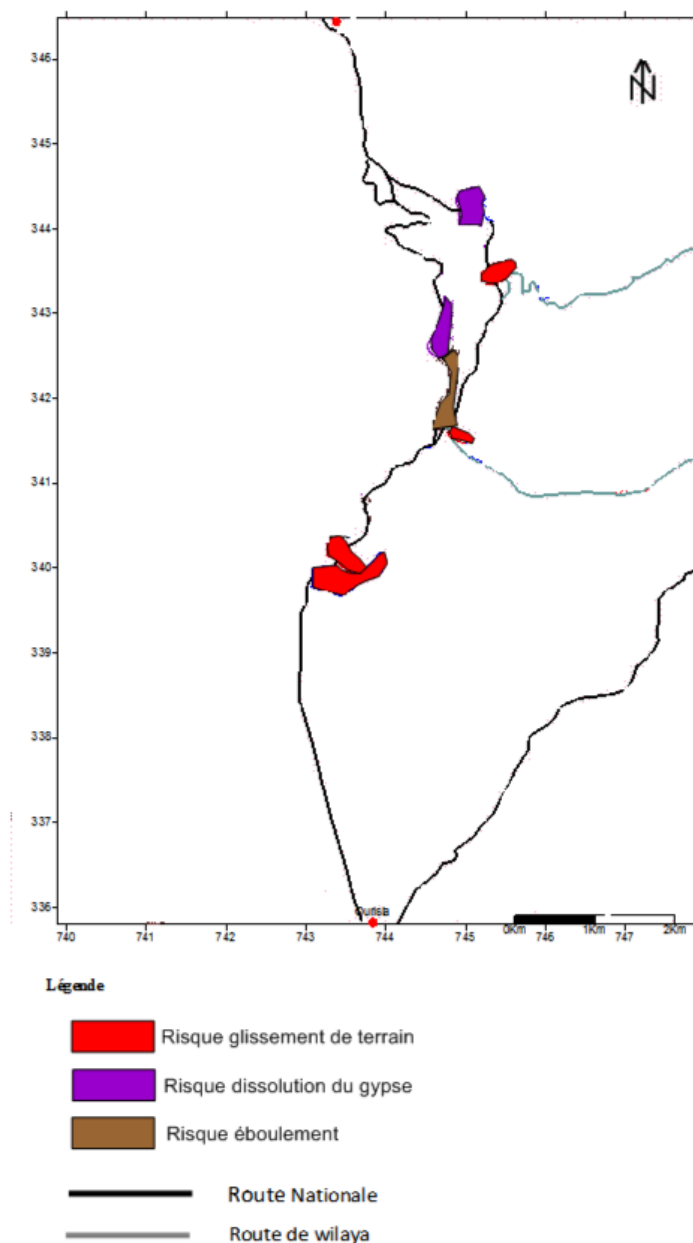 346
345
344
343
342
341
340
339
338
337
336
N
740
741
742
743
744
745
746
747
0Km
1Km
2Km
Légende
Risque glissement de terrain
Risque dissolution du gypse
Risque éboulement
Route Nationale
Route de wilaya